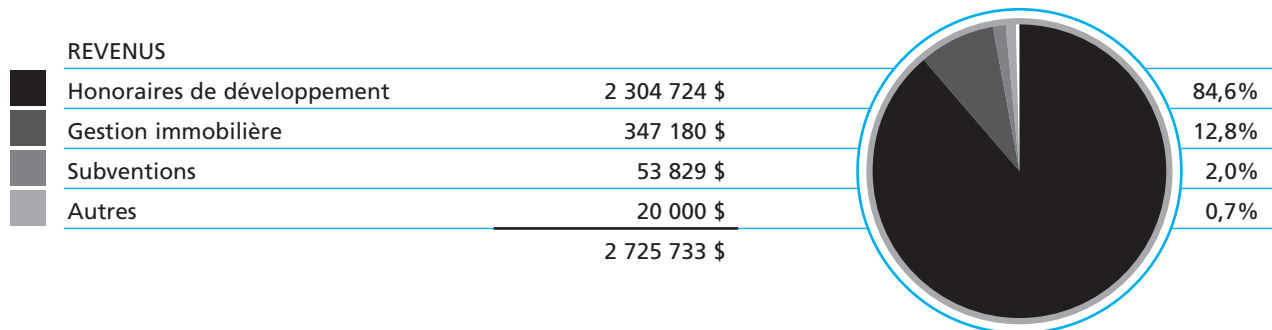 REVENUS
Honoraires de développement 2 304 724 $ 84,6%
Gestion immobilière 347 180 $ 12,8%
Subventions 53 829 $ 2,0%
Autres 20 000 $ 0,7%
2 725 733 $